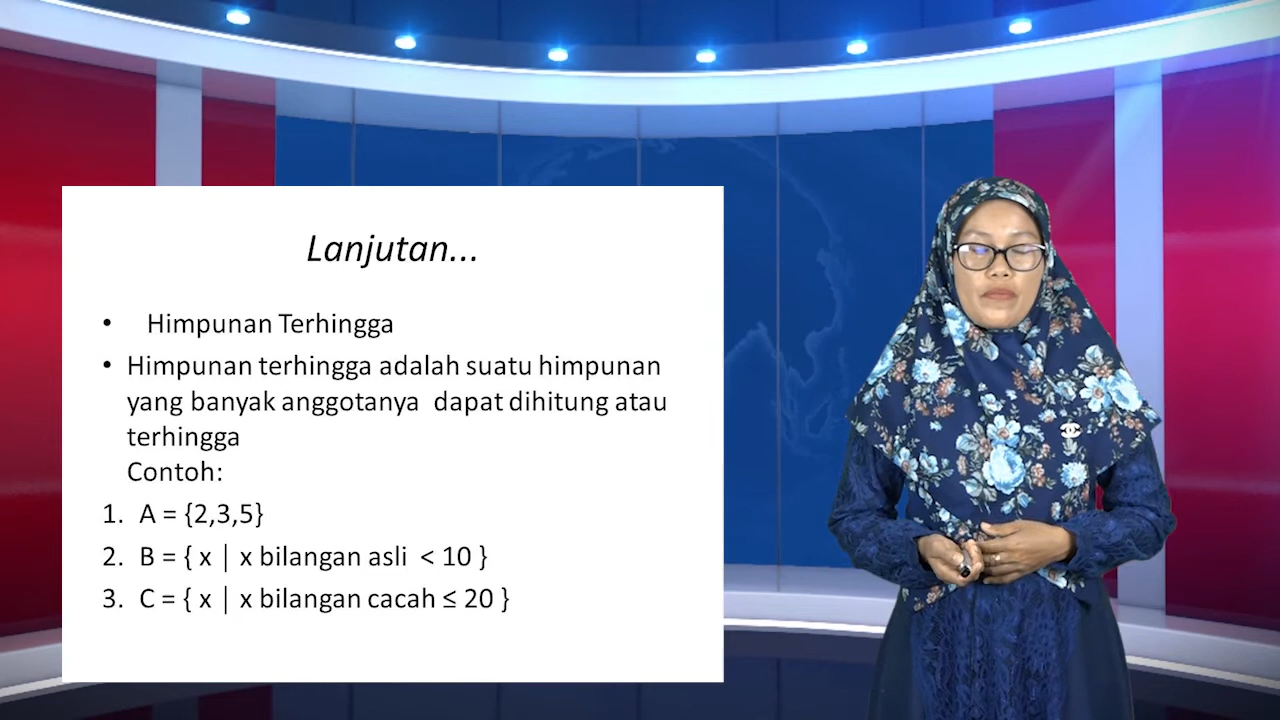 Lanjutan...
• Himpunan Terhingga
• Himpunan terhingga adalah suatu himpunan
yang banyak anggotanya dapat dihitung atau
terhingga
Contoh:
1. A = {2,3,5}
2. B = { x | x bilangan asli < 10 }
3. C = { x | x bilangan cacah ≤ 20 }